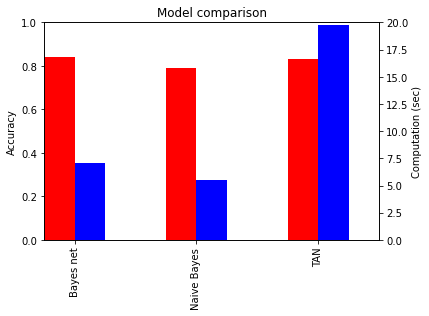 Model comparison
Accuracy
1.0
0.8
0.6
0.4
0.2
0.0
20.0
17.5
15.0
12.5
10.0
7.5
5.0
2.5
0.0
Computation (sec)
Bayes net
Naive Bayes
TAN